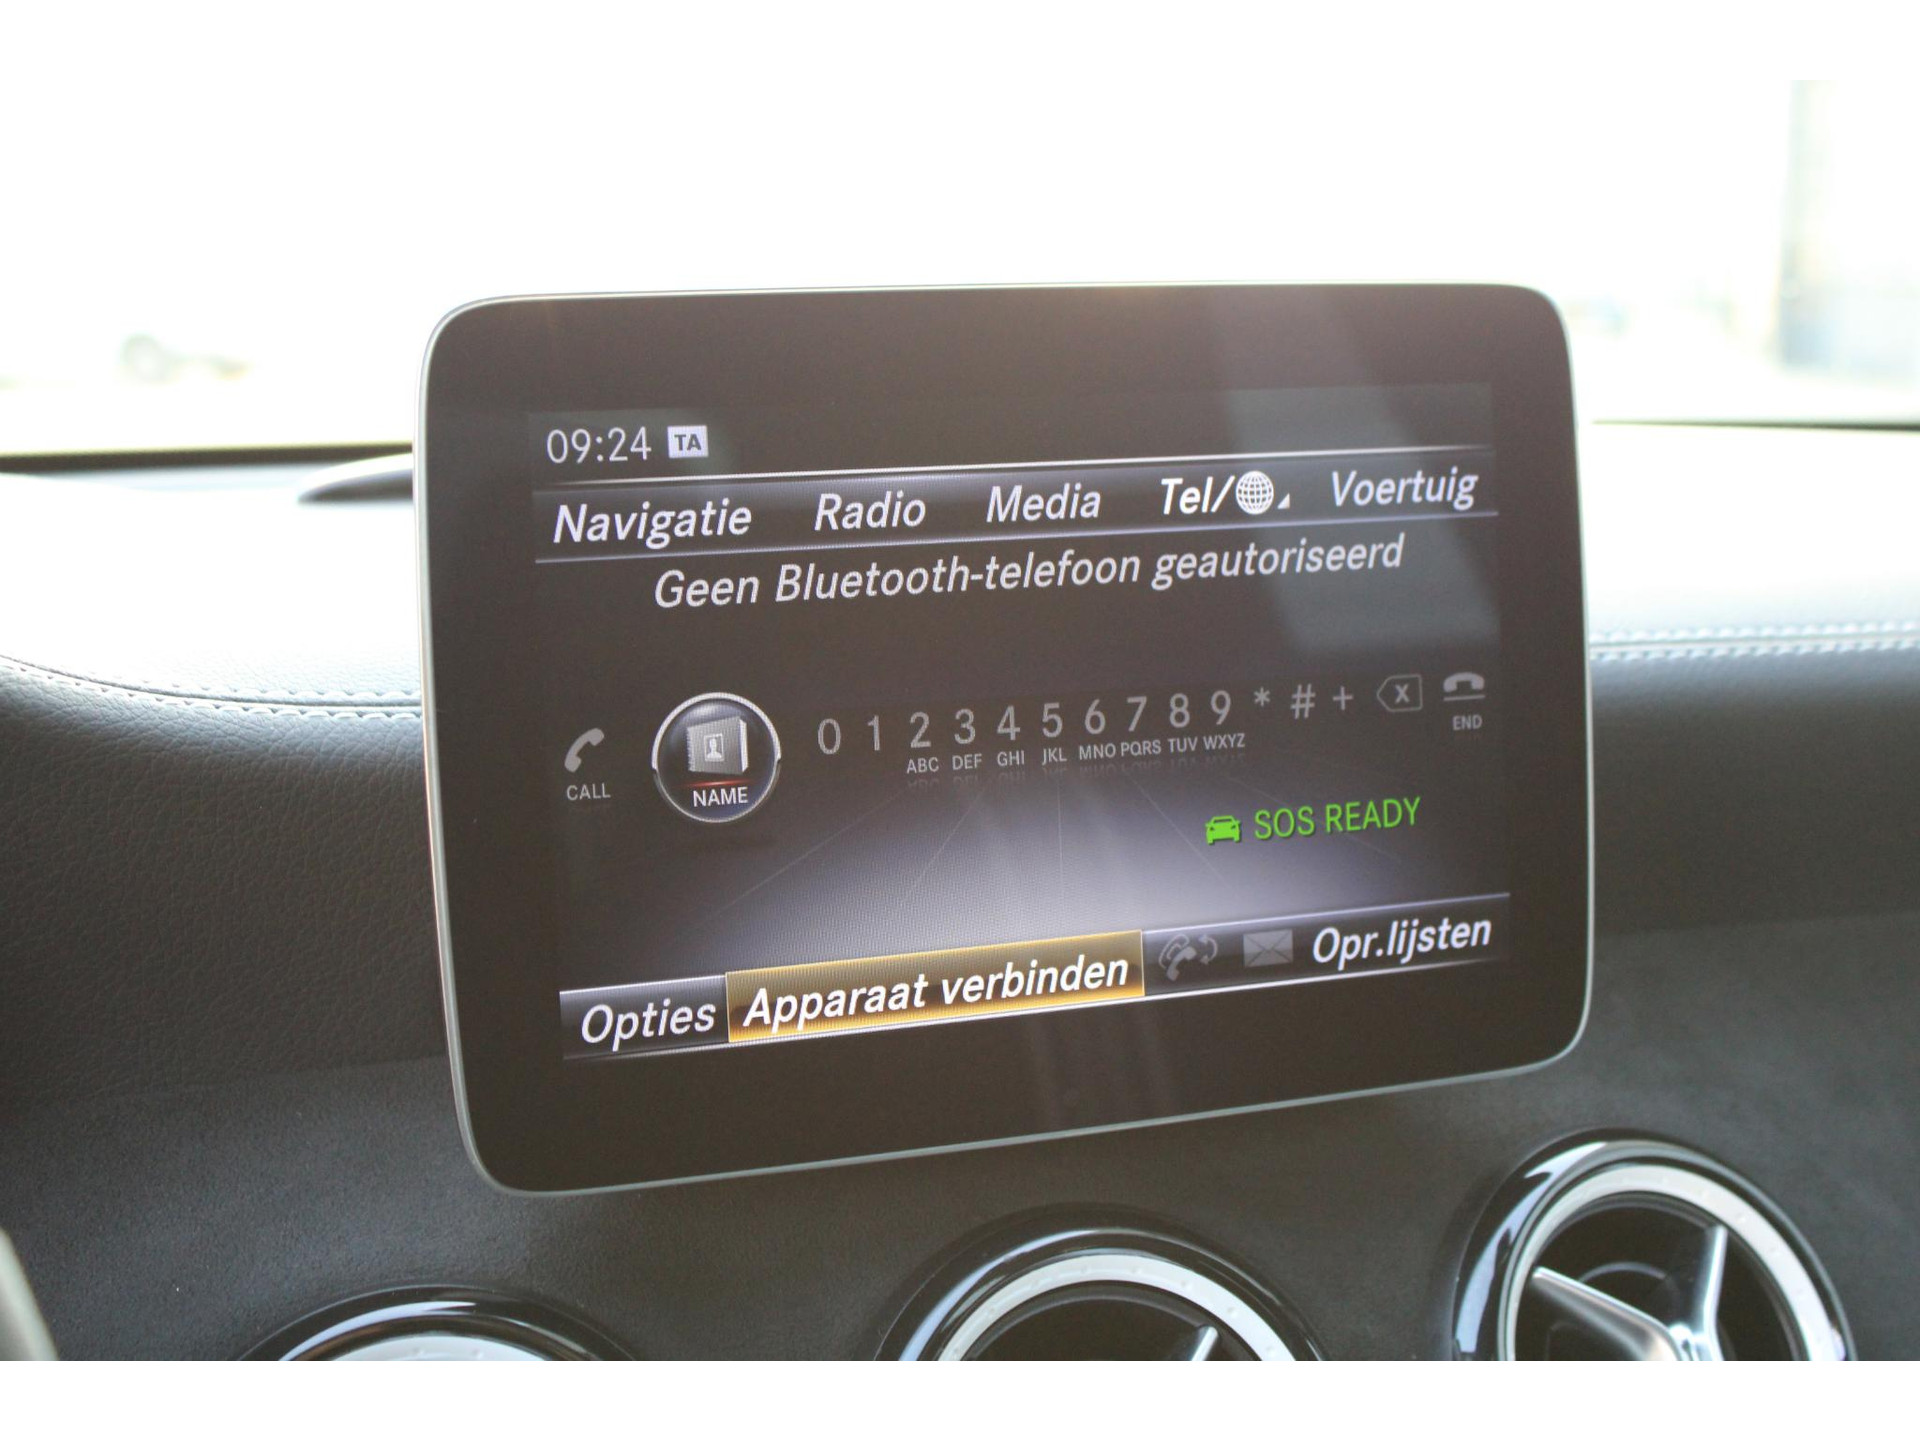 09:24 TA
Navigatie Radio Media Tel/ Voertuig
Geen Bluetooth-telefoon geautoriseerd
0 1 2 3 4 5 6 7 8 9 * # + X
ABC DEF GHI JKL MNO PQRS TUV WXYZ END
CALL NAME
SOS READY
Opties Apparaat verbinden Opr.lijsten